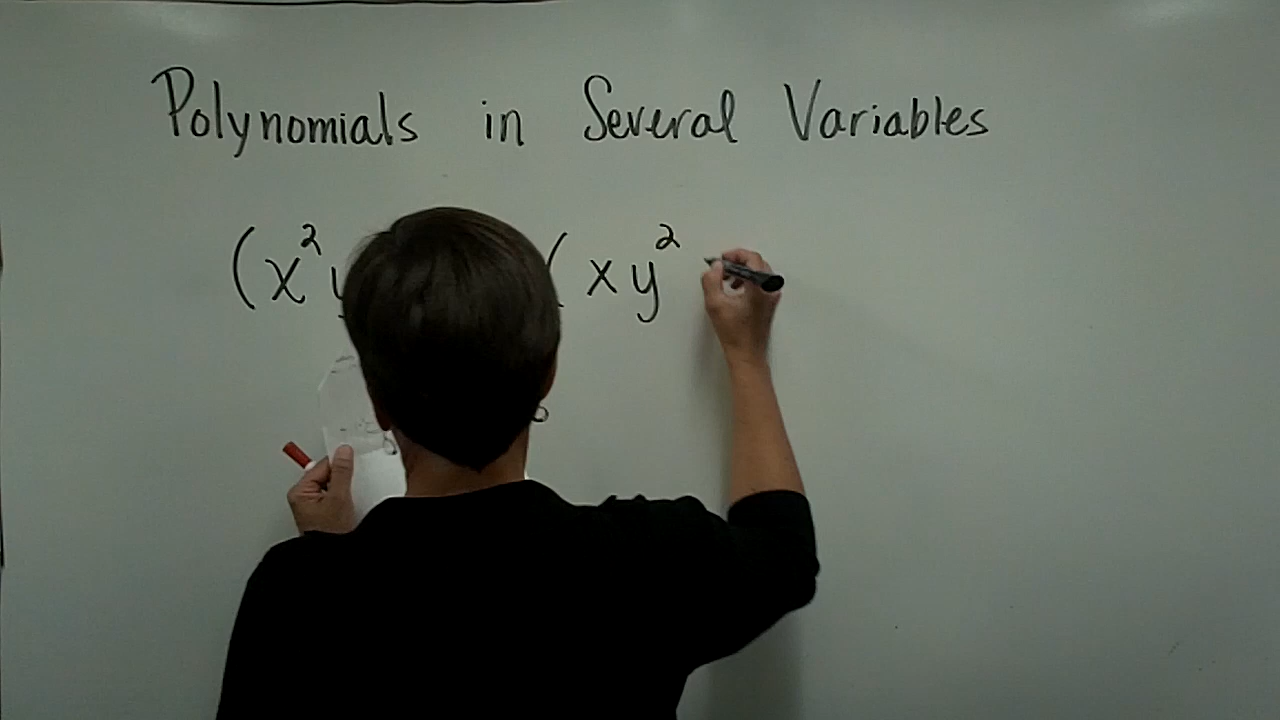 Polynomials in Several Variables
(x²y (xy²